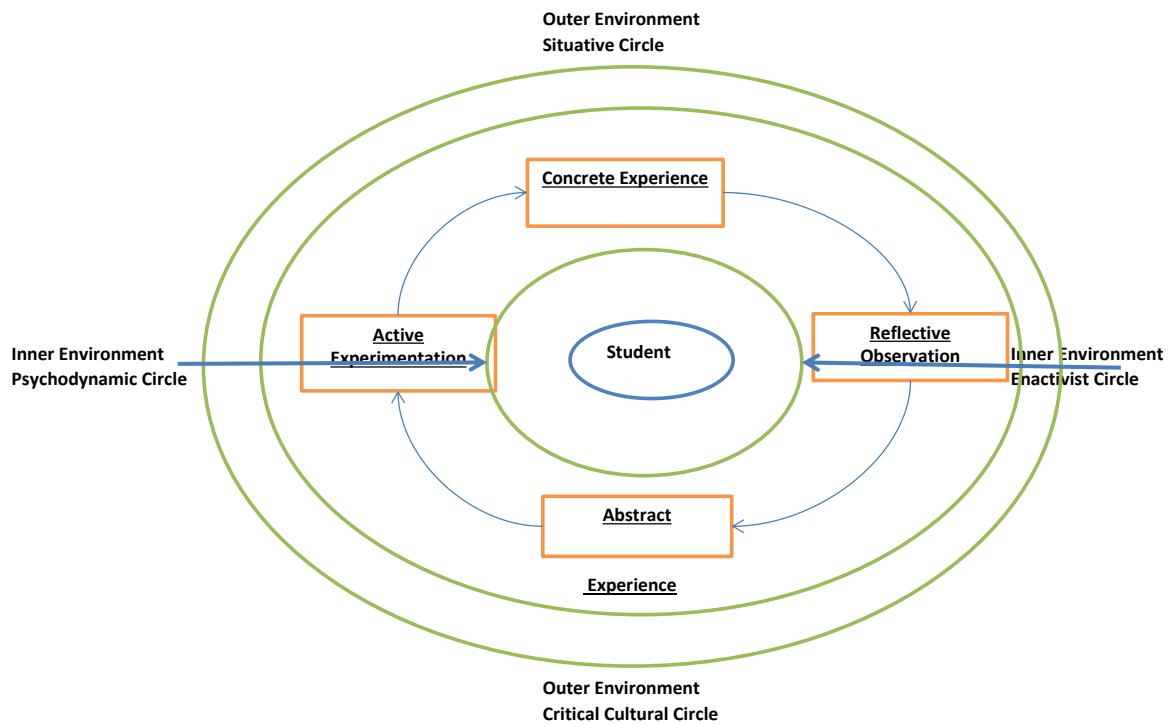 Outer Environment
Situative Circle
Concrete Experience
Active
Experimentation
Student
Reflective
Observation
Inner Environment
Psychodynamic Circle
Inner Environment
Enactivist Circle
Abstract
Experience
Outer Environment
Critical Cultural Circle